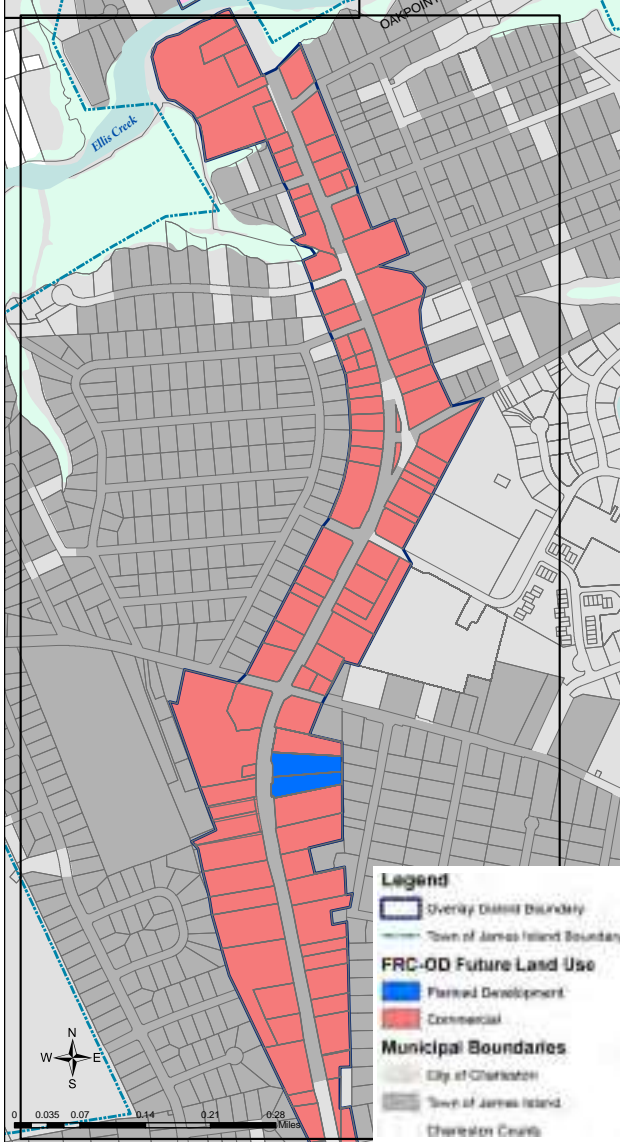 OAKPOINT
Ellis Creek
Legend
Overlay District Boundary
Town of James Island Boundary
FRC-OD Future Land Use
Planned Development
Commercial
Municipal Boundaries
City of Charleston
Town of James Island
Charleston County
N
W E
S
0 0.035 0.07 0.14 0.21 0.28
Miles